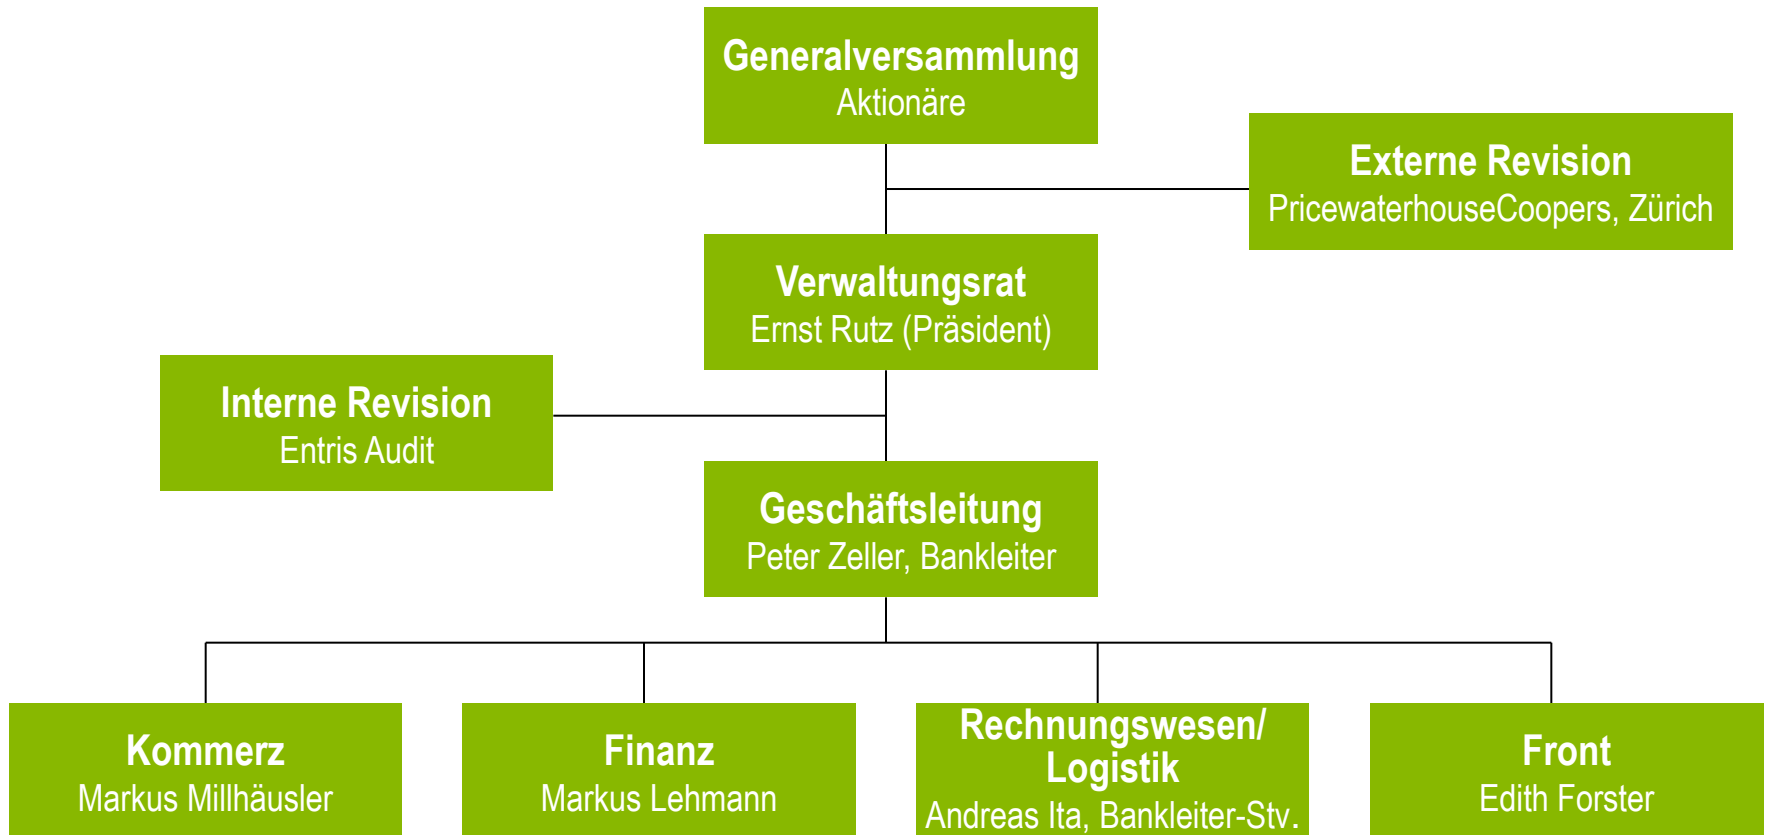 Generalversammlung
Aktionäre
Externe Revision
PricewaterhouseCoopers, Zürich
Verwaltungsrat
Ernst Rutz (Präsident)
Interne Revision
Entris Audit
Geschäftsleitung
Peter Zeller, Bankleiter
Kommerz
Markus Millhäusler
Finanz
Markus Lehmann
Rechnungswesen/
Logistik
Andreas Ita, Bankleiter-Stv.
Front
Edith Forster